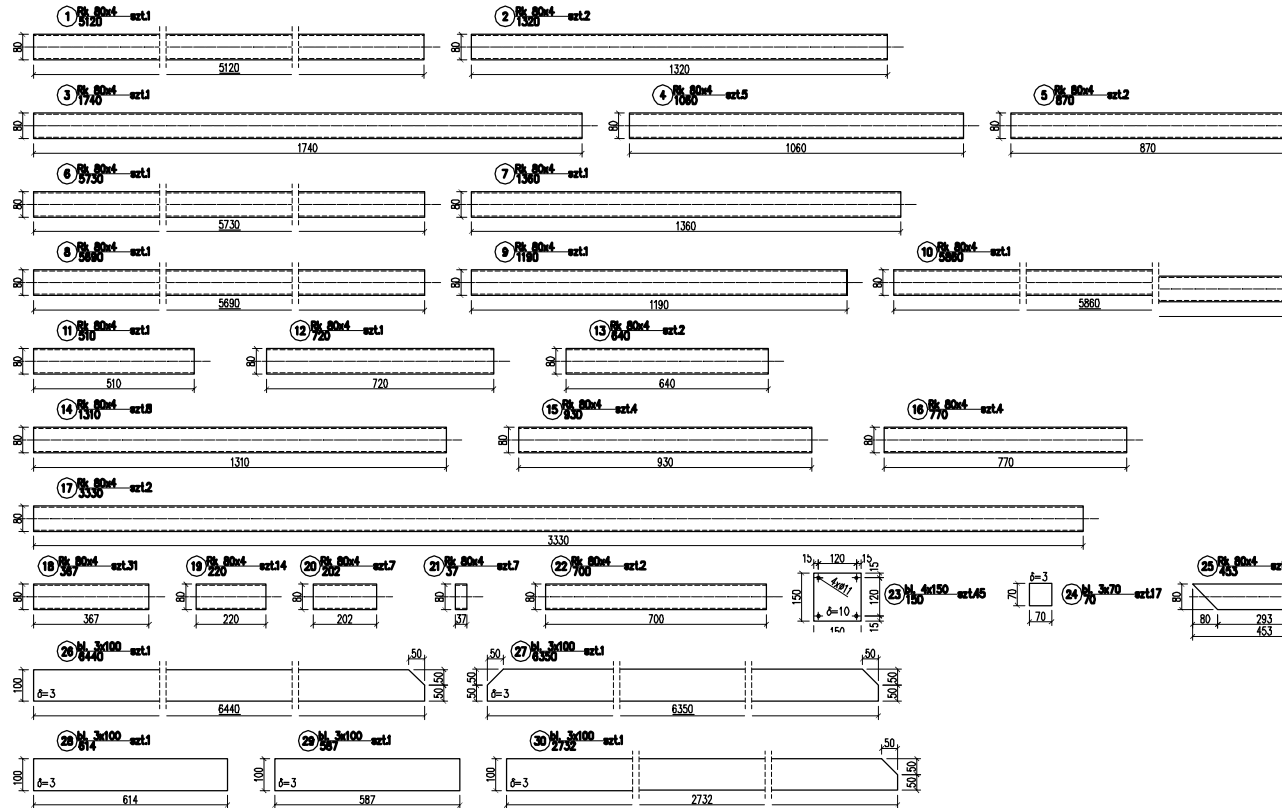 1 Rk 80x4 szt.1
5120
80
5120
2 Rk 80x4 szt.2
1320
80
1320
3 Rk 80x4 szt.1
1740
80
1740
4 Rk 80x4 szt.5
1060
80
1060
5 Rk 80x4 szt.2
870
80
870
6 Rk 80x4 szt.1
5730
80
5730
7 Rk 80x4 szt.1
1360
80
1360
8 Rk 80x4 szt.1
5690
80
5690
9 Rk 80x4 szt.1
1190
80
1190
10 Rk 80x4 szt.1
5860
80
5860
11 Rk 80x4 szt.1
510
80
510
12 Rk 80x4 szt.1
720
80
720
13 Rk 80x4 szt.2
640
80
640
14 Rk 80x4 szt.8
1310
80
1310
15 Rk 80x4 szt.4
930
80
930
16 Rk 80x4 szt.4
770
80
770
17 Rk 80x4 szt.2
3330
80
3330
18 Rk 80x4 szt.31
367
80
367
19 Rk 80x4 szt.14
220
80
220
20 Rk 80x4 szt.7
202
80
202
21 Rk 80x4 szt.7
37
80
37
22 Rk 80x4 szt.2
700
80
700
15 120 15
150
4xø11
δ=10
15
120
15
150
23 bl. 4x150 szt.45
150
δ=3
70
70
24 bl. 3x70 szt.17
70
25 Rk 80x4
453
80
80 293
453
26 bl. 3x100 szt.1
6440
100
δ=3
50
50
50
6440
27 bl. 3x100 szt.1
6350
50
50
50
δ=3
50
50
50
6350
28 bl. 3x100 szt.1
614
100
δ=3
614
29 bl. 3x100 szt.1
587
100
δ=3
587
30 bl. 3x100 szt.1
2732
100
δ=3
50
50
50
2732